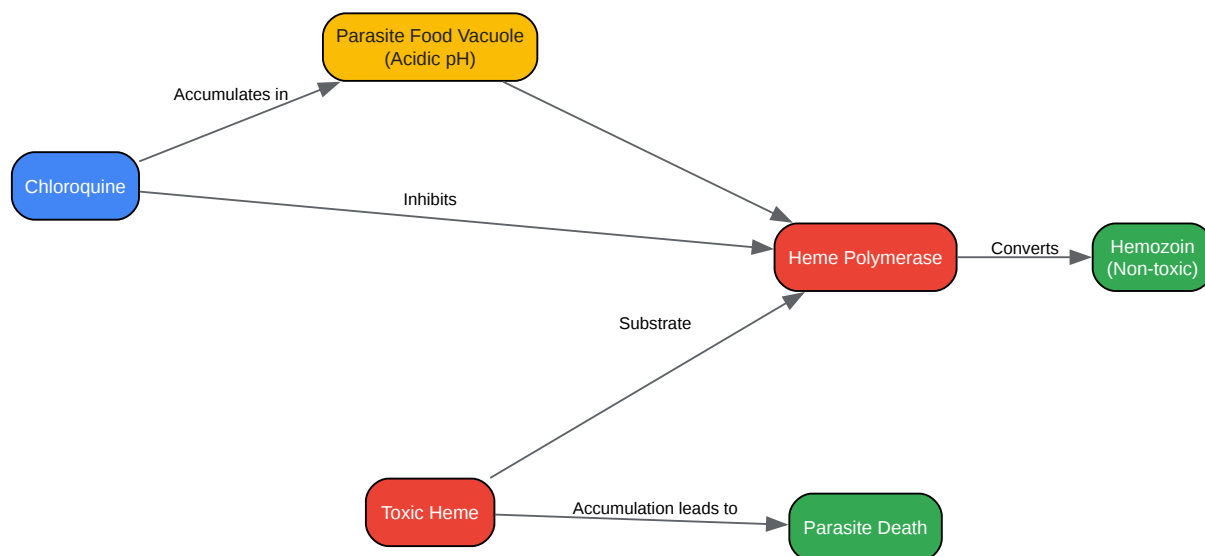 Parasite Food Vacuole
(Acidic pH)
Accumulates in
Chloroquine
Inhibits
Heme Polymerase
Converts
Hemozoin
(Non-toxic)
Substrate
Toxic Heme
Accumulation leads to
Parasite Death